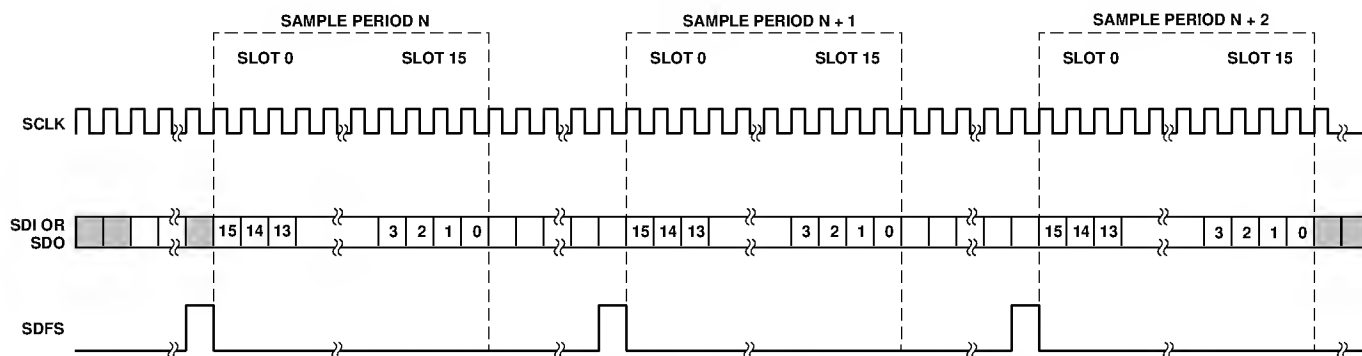 SAMPLE PERIOD N SAMPLE PERIOD N + 1 SAMPLE PERIOD N + 2
SLOT 0 SLOT 15 SLOT 0 SLOT 15 SLOT 0 SLOT 15
SCLK
SDI OR
SDO
15 14 13 3 2 1 0 15 14 13 3 2 1 0 15 14 13 3 2 1 0
SDFS